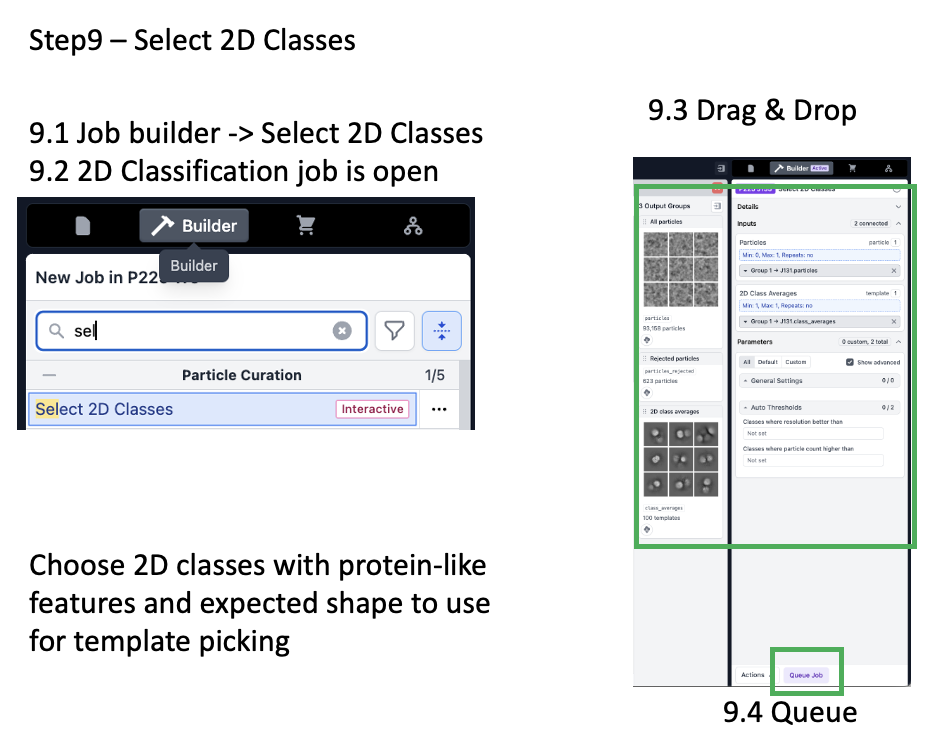 Step9 – Select 2D Classes
9.1 Job builder -> Select 2D Classes
9.2 2D Classification job is open
Builder
Builder
New Job in P223
sel
Particle Curation
1/5
Select 2D Classes
Interactive
Choose 2D classes with protein-like
features and expected shape to use
for template picking
9.3 Drag & Drop
Builder Active
3 Output Groups
All particles
particles
93,159 particles
Rejected particles
particles_rejected
623 particles
2D class averages
class_averages
100 templates
Select 2D Classes
Details
Inputs
2 connected
Particles
particle 1
Min: 0, Max: 1, Repeats: no
Group 1 → J131.particles
2D Class Averages
template 1
Min: 1, Max: 1, Repeats: no
Group 1 → J131.class_averages
Parameters
0 custom, 2 total
All Default Custom
Show advanced
General Settings
0 / 0
Auto Thresholds
0 / 2
Classes where resolution better than
Not set
Classes where particle count higher than
Not set
Actions
Queue Job
9.4 Queue